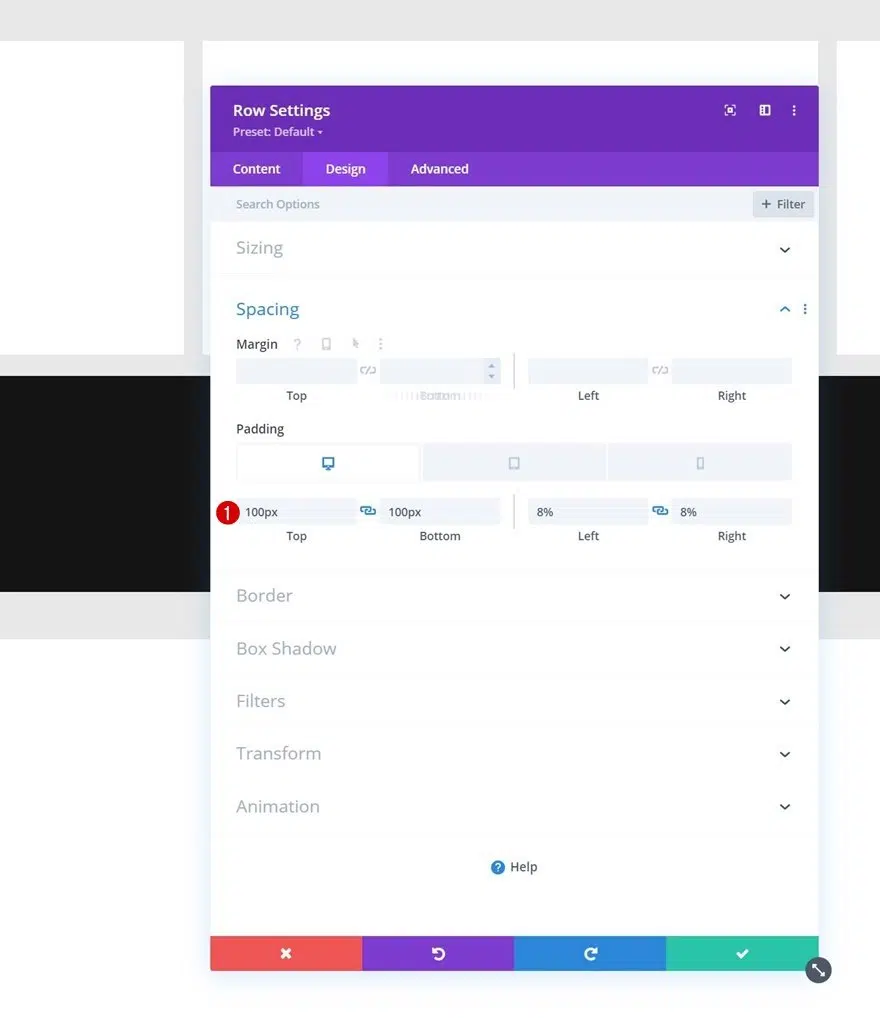 Row Settings
Preset: Default
Content Design Advanced
Search Options + Filter
Sizing
Spacing
Margin ?
Top Bottom Left Right
Padding
1 100px 100px 8% 8%
Top Bottom Left Right
Border
Box Shadow
Filters
Transform
Animation
? Help